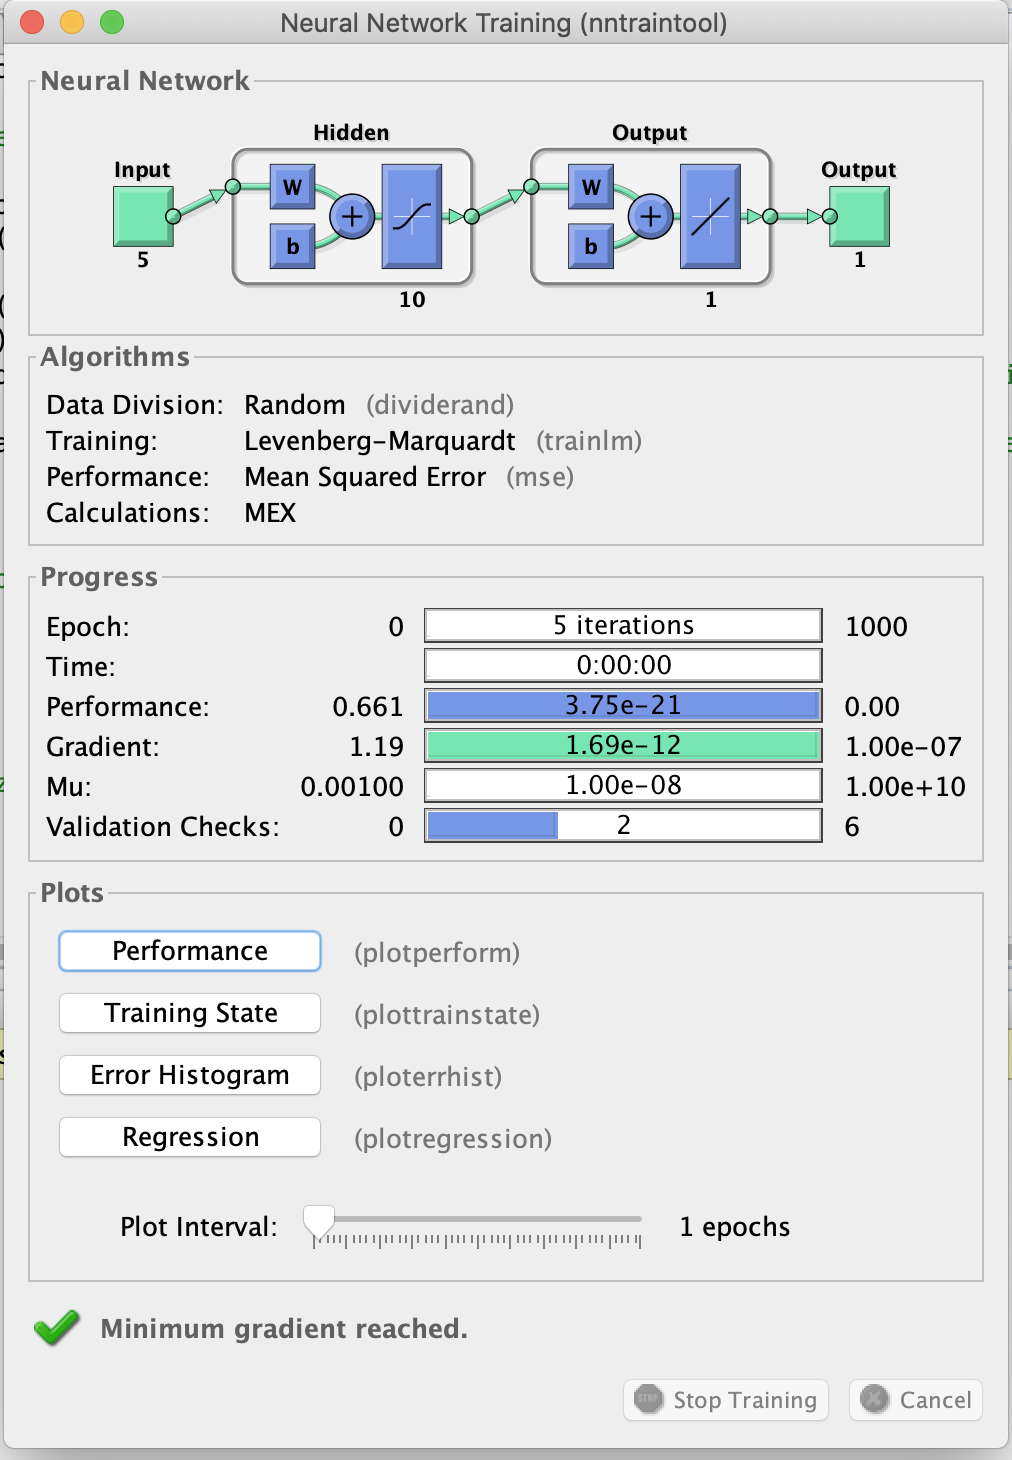 Neural Network Training (nntraintool)
Neural Network
Hidden Output
Input Output
W W
b b
5 1
10 1
Algorithms
Data Division: Random (dividerand)
Training: Levenberg-Marquardt (trainlm)
Performance: Mean Squared Error (mse)
Calculations: MEX
Progress
Epoch: 0 5 iterations 1000
Time: 0:00:00
Performance: 0.661 3.75e-21 0.00
Gradient: 1.19 1.69e-12 1.00e-07
Mu: 0.00100 1.00e-08 1.00e+10
Validation Checks: 0 2 6
Plots
Performance (plotperform)
Training State (plottrainstate)
Error Histogram (ploterrhist)
Regression (plotregression)
Plot Interval: 1 epochs
Minimum gradient reached.
STOP Stop Training Cancel